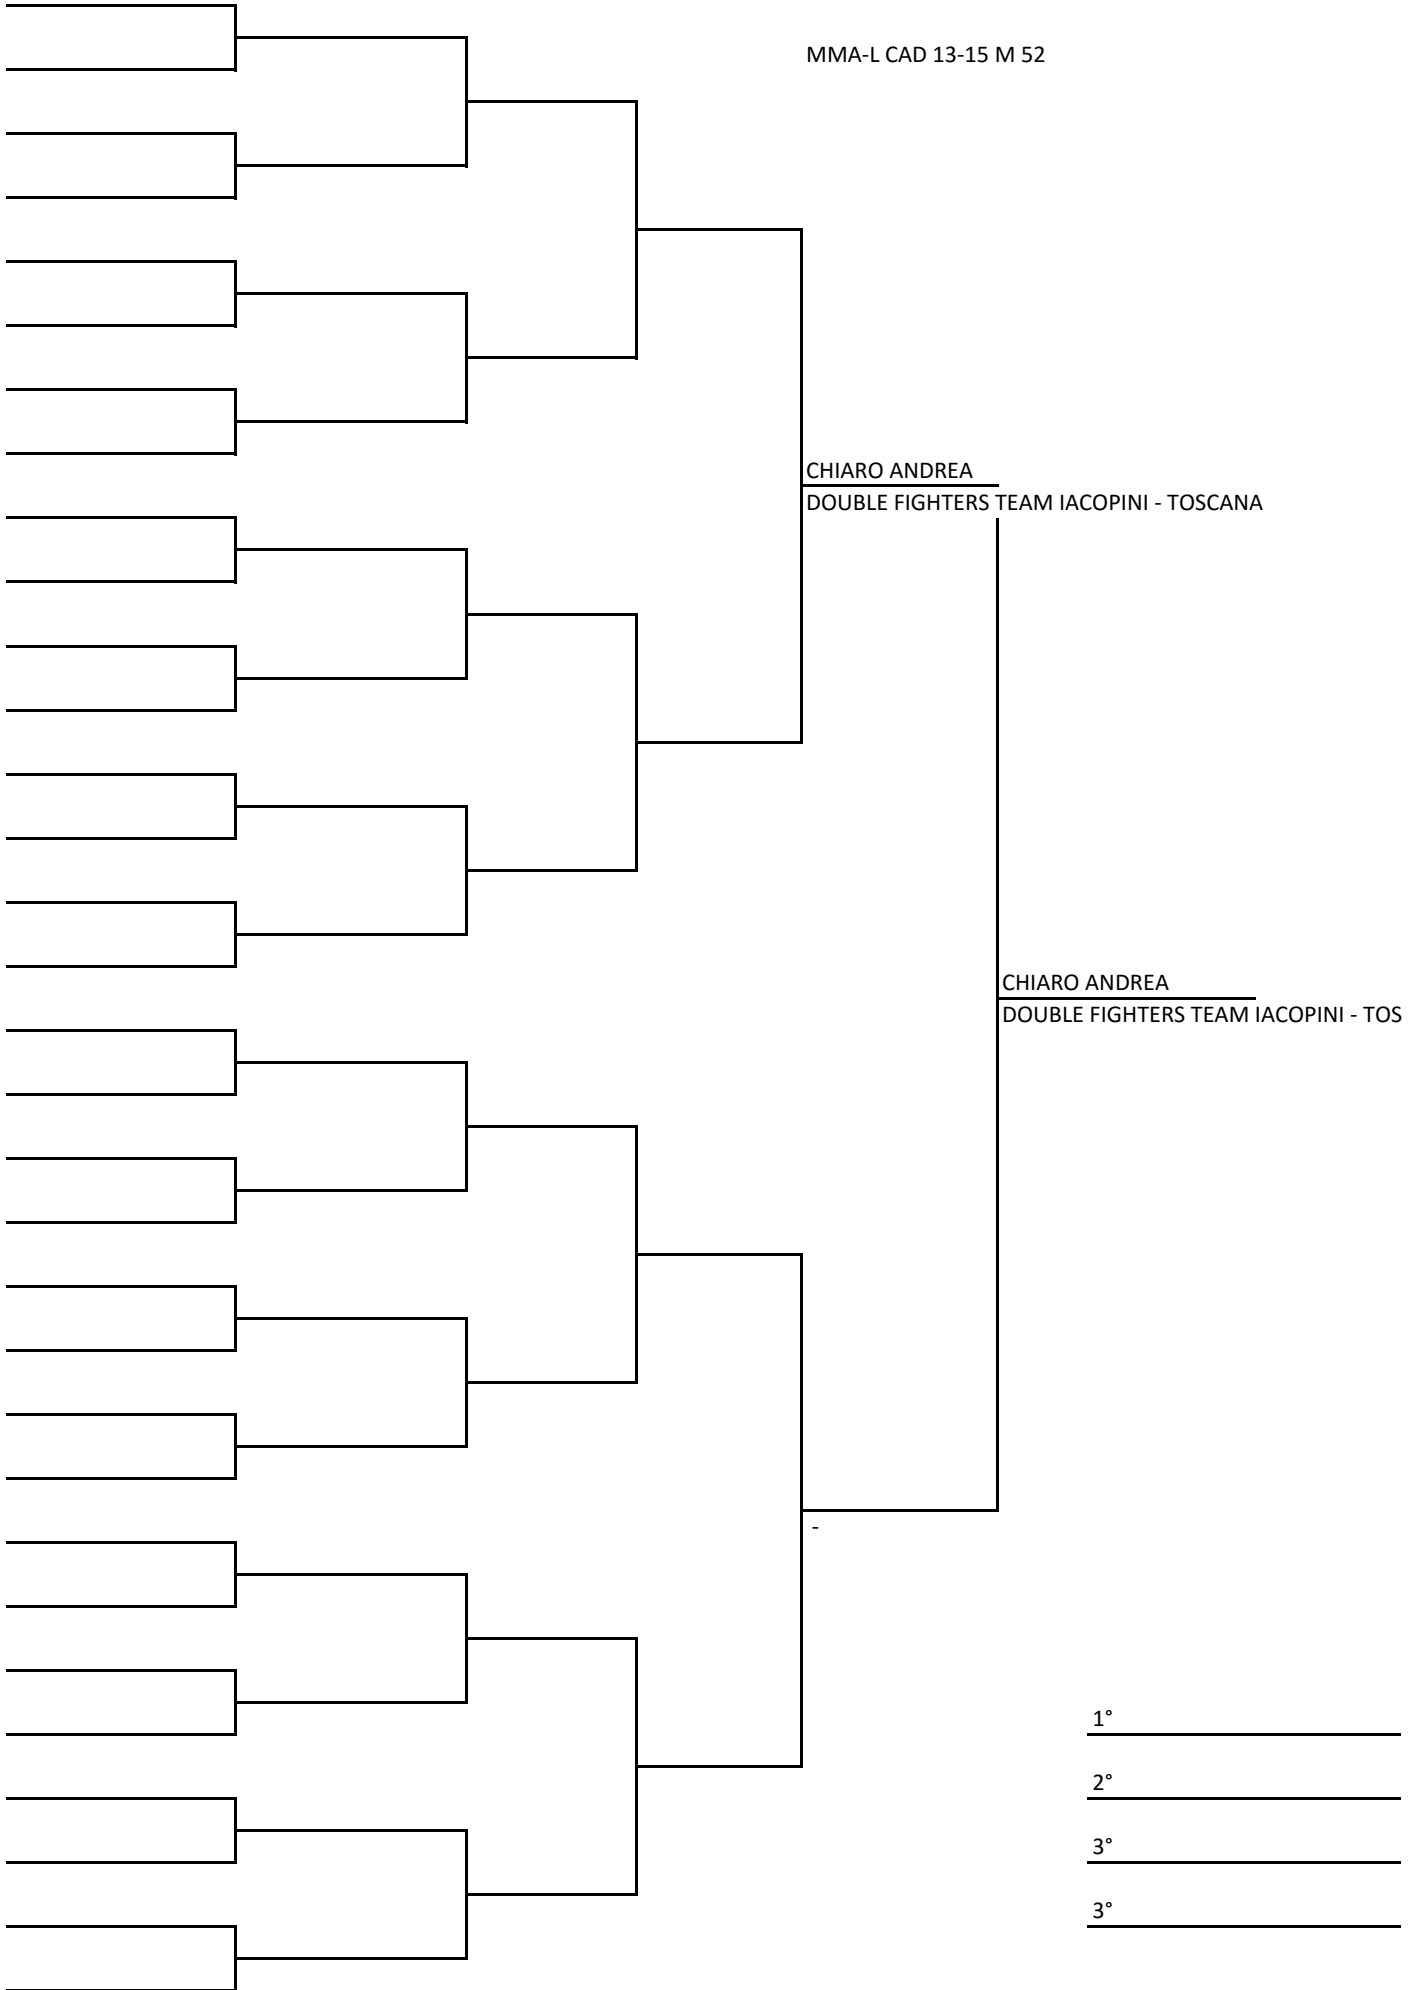 MMA-L CAD 13-15 M 52
CHIARO ANDREA
DOUBLE FIGHTERS TEAM IACOPINI - TOSCANA
CHIARO ANDREA
DOUBLE FIGHTERS TEAM IACOPINI - TOS
-
1°
2°
3°
3°